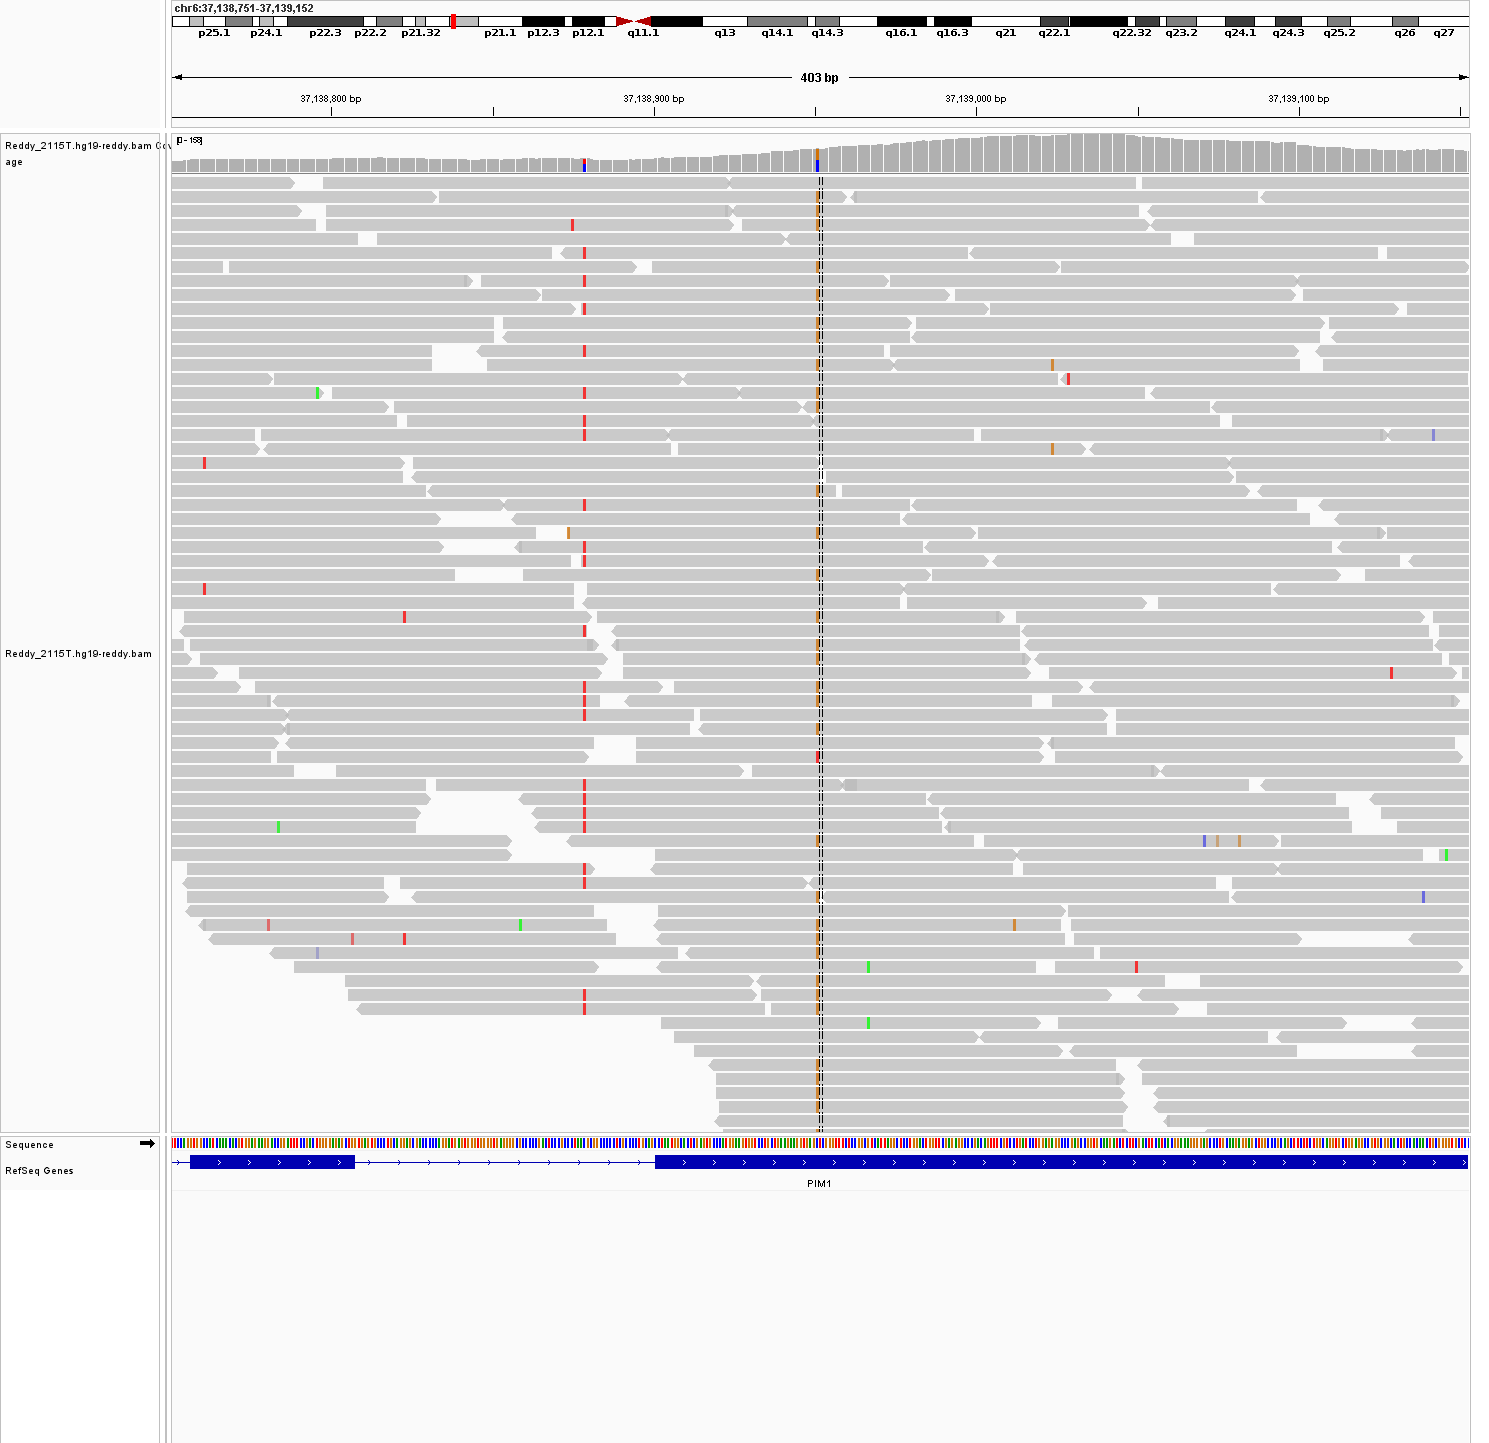 chr6:37,138,751-37,139,152
p25.1 p24.1 p22.3 p22.2 p21.32 p21.1 p12.3 p12.1 q11.1 q13 q14.1 q14.3 q16.1 q16.3 q21 q22.1 q22.32 q23.2 q24.1 q24.3 q25.2 q26 q27
403 bp
37,138,800 bp 37,138,900 bp 37,139,000 bp 37,139,100 bp
Reddy_2115T.hg19-reddy.bam Cov
age
[0 - 158]
Reddy_2115T.hg19-reddy.bam
Sequence
RefSeq Genes
PIM1